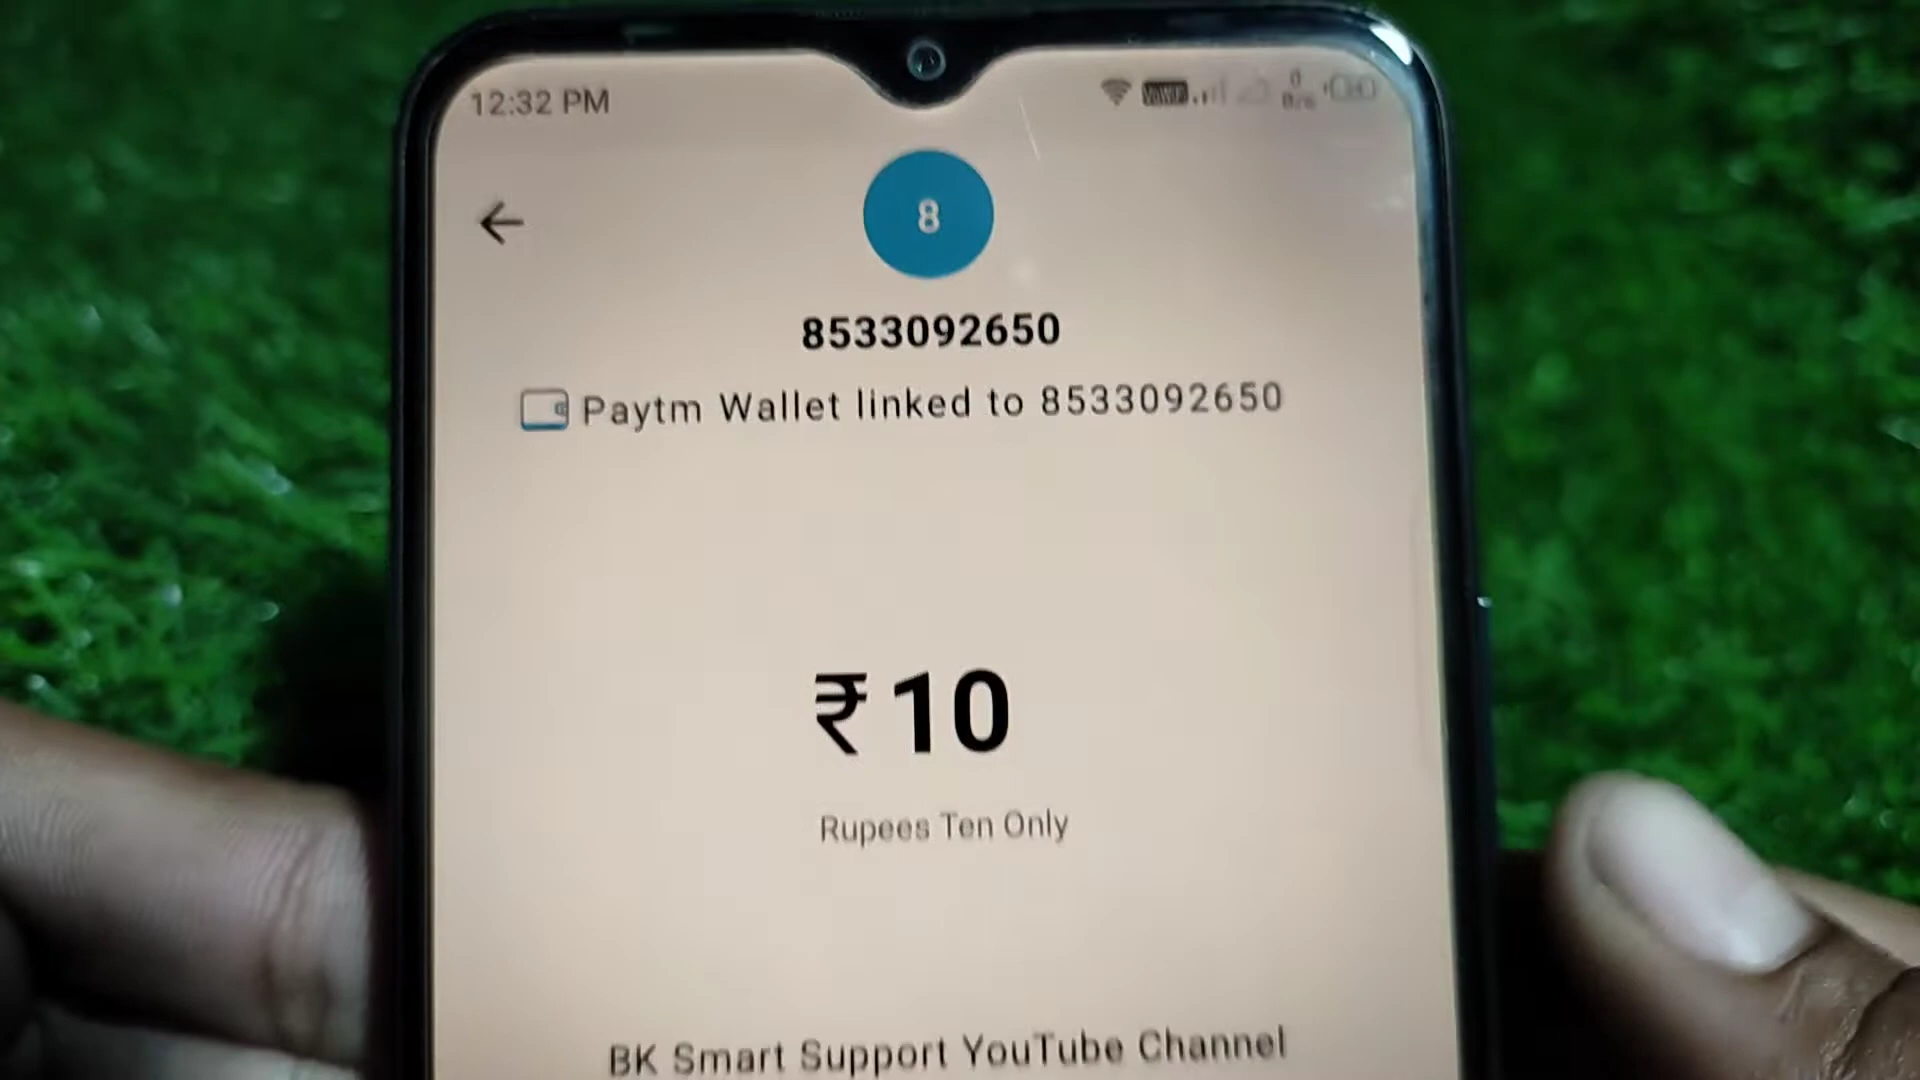 12:32 PM
8
8533092650
Paytm Wallet linked to 8533092650
₹10
Rupees Ten Only
BK Smart Support YouTube Channel